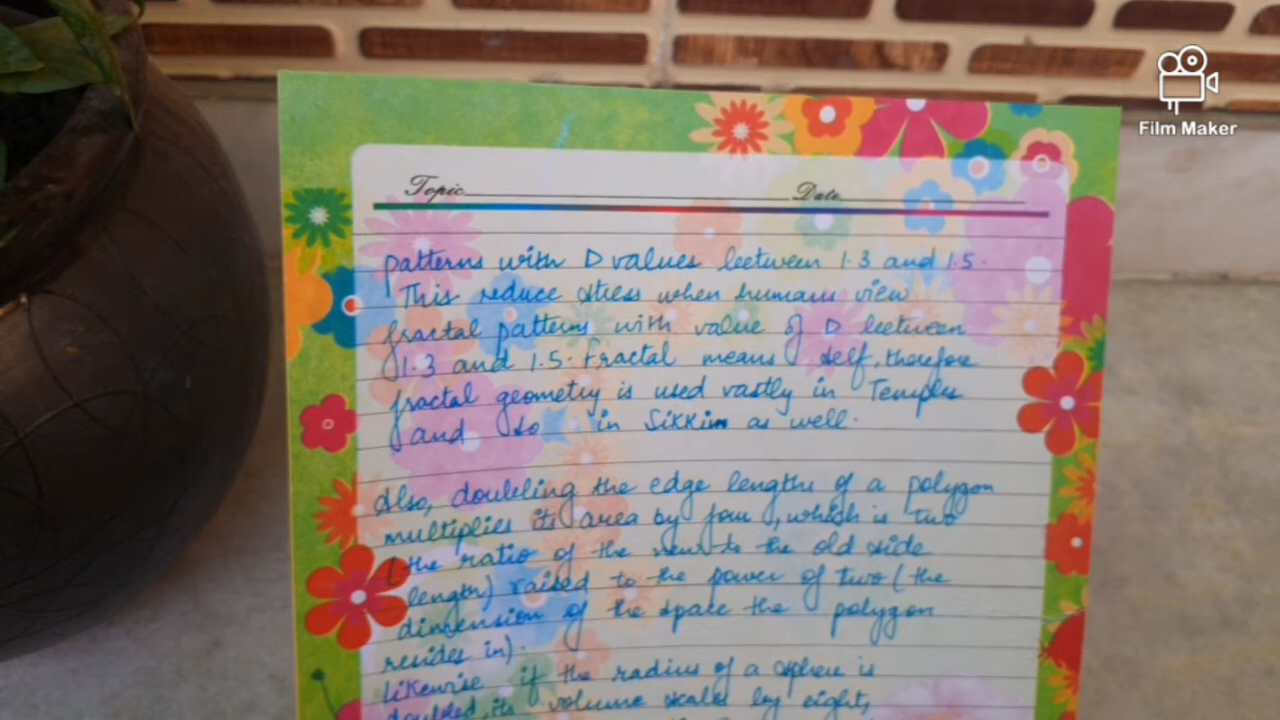 Film Maker
Topic
Date
patterns with D values between 1.3 and 1.5.
This reduce stress when humans view
fractal patterns with value of D between
1.3 and 1.5. Fractal means self, therefore
fractal geometry is used vastly in Temples
and so in Sikkim as well.
Also, doubling the edge lengths of a polygon
multiplies its area by four, which is two
(the ratio of the new to the old side
length) raised to the power of two (the
dimension of the space the polygon
resides in).
likewise if the radius of a sphere is
doubled, its volume scales by eight,